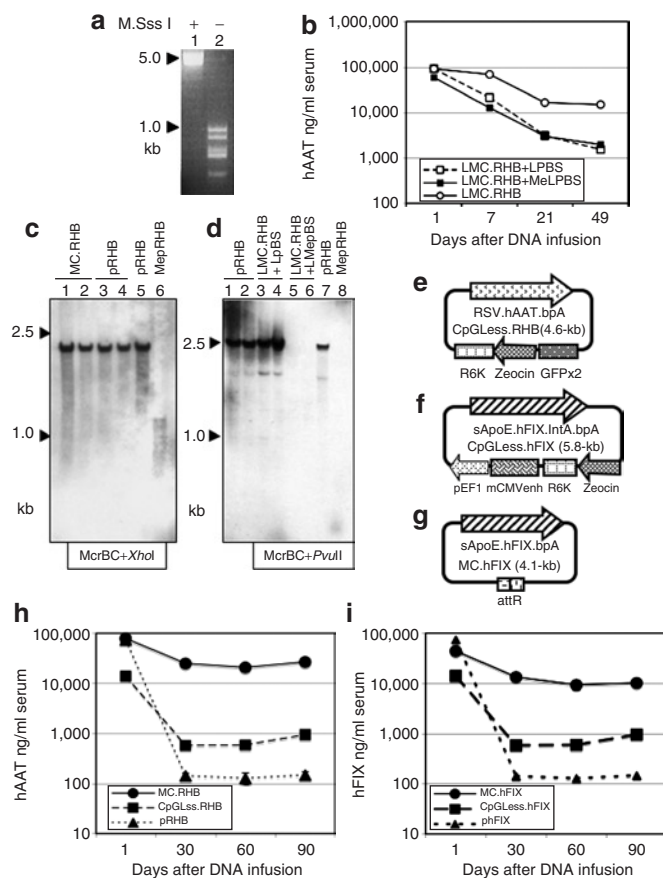 a
M.Sss I + −
1 2
5.0
1.0
kb
b
hAAT ng/ml serum
1,000,000
100,000
10,000
1,000
100
LMC.RHB+LPBS
LMC.RHB+MeLPBS
LMC.RHB
1 7 21 49
Days after DNA infusion
c
MC.RHB
pRHB
pRHB
MepRHB
1 2 3 4 5 6
2.5
1.0
kb
McrBC+XhoI
d
pRHB
LMC.RHB + LpBS
LMC.RHB +LMepBS
pRHB
MepRHB
1 2 3 4 5 6 7 8
2.5
1.0
kb
McrBC+PvuII
e
RSV.hAAT.bpA
CpGLess.RHB(4.6-kb)
R6K Zeocin GFPx2
f
sApoE.hFIX.IntA.bpA
CpGLess.hFIX (5.8-kb)
pEF1 mCMVenh R6K Zeocin
g
sApoE.hFIX.bpA
MC.hFIX (4.1-kb)
attR
h
hAAT ng/ml serum
100,000
10,000
1,000
100
10
MC.RHB
CpGLss.RHB
pRHB
1 30 60 90
Days after DNA infusion
i
hFIX ng/ml serum
100,000
10,000
1,000
100
10
MC.hFIX
CpGLess.hFIX
phFIX
1 30 60 90
Days after DNA infusion